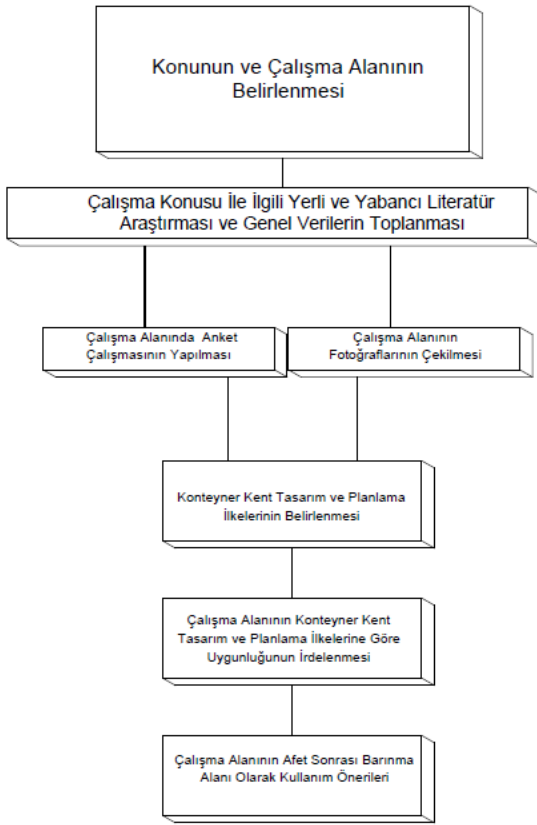 Konunun ve Çalışma Alanının
Belirlenmesi
Çalışma Konusu İle İlgili Yerli ve Yabancı Literatür
Araştırması ve Genel Verilerin Toplanması
Çalışma Alanında Anket
Çalışmasının Yapılması
Çalışma Alanının
Fotoğraflarının Çekilmesi
Konteyner Kent Tasarım ve Planlama
İlkelerinin Belirlenmesi
Çalışma Alanının Konteyner Kent
Tasarım ve Planlama İlkelerine Göre
Uygunluğunun İrdelenmesi
Çalışma Alanının Afet Sonrası Barınma
Alanı Olarak Kullanım Önerileri